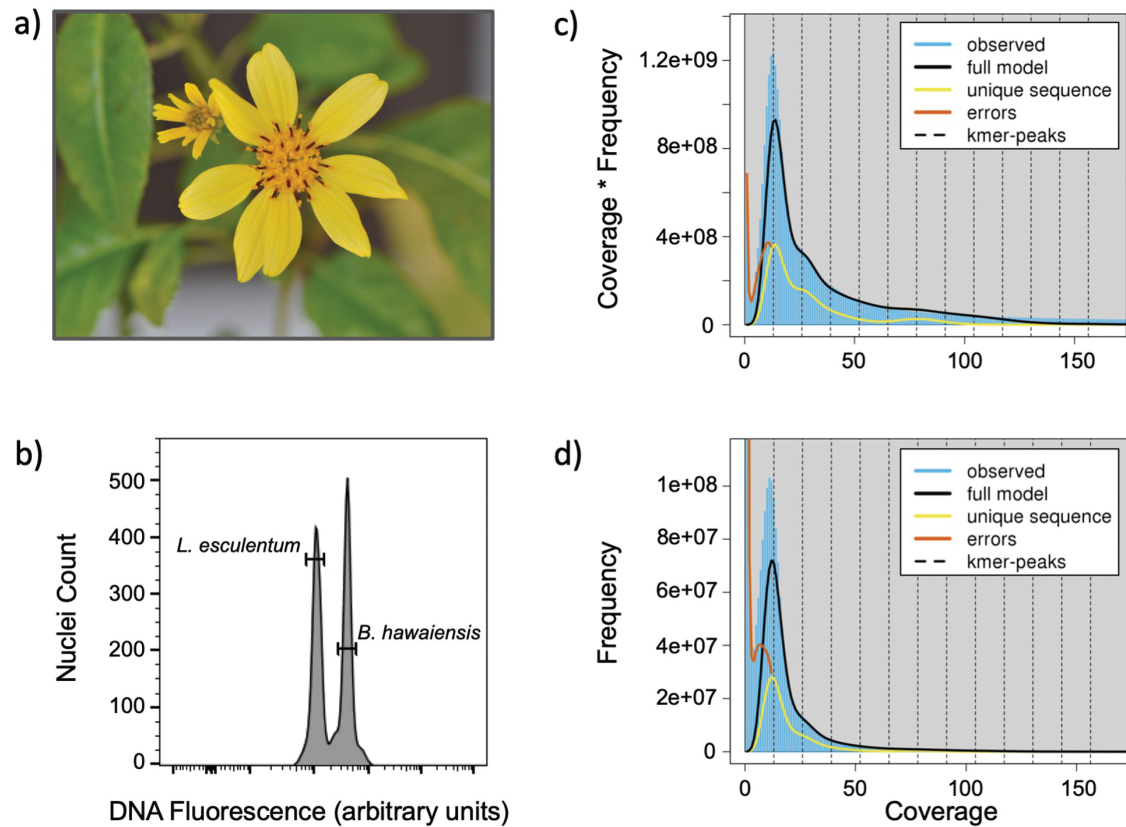 a)
b)
500
400
300
200
100
0
Nuclei Count
L. esculentum
B. hawaiensis
DNA Fluorescence (arbitrary units)
c)
1.2e+09
8e+08
4e+08
0
Coverage * Frequency
observed
full model
unique sequence
errors
kmer-peaks
0
50
100
150
d)
1e+08
8e+07
6e+07
4e+07
2e+07
0
Frequency
observed
full model
unique sequence
errors
kmer-peaks
0
50
100
150
Coverage